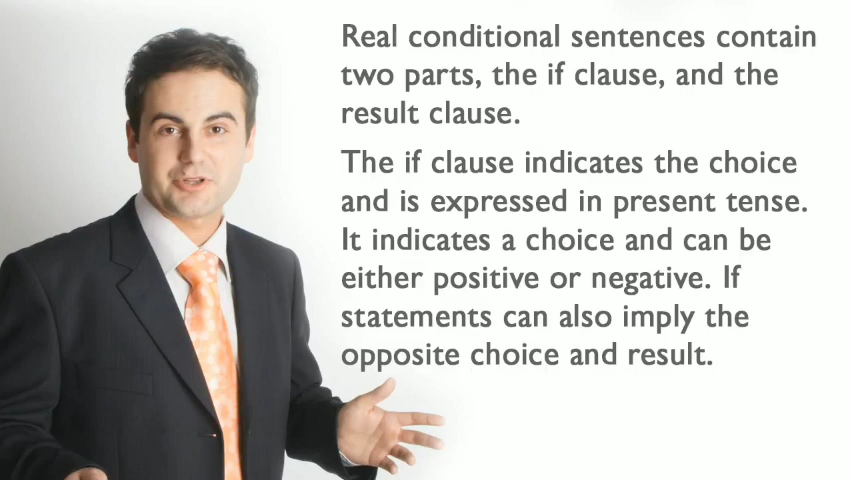 Real conditional sentences contain
two parts, the if clause, and the
result clause.
The if clause indicates the choice
and is expressed in present tense.
It indicates a choice and can be
either positive or negative. If
statements can also imply the
opposite choice and result.